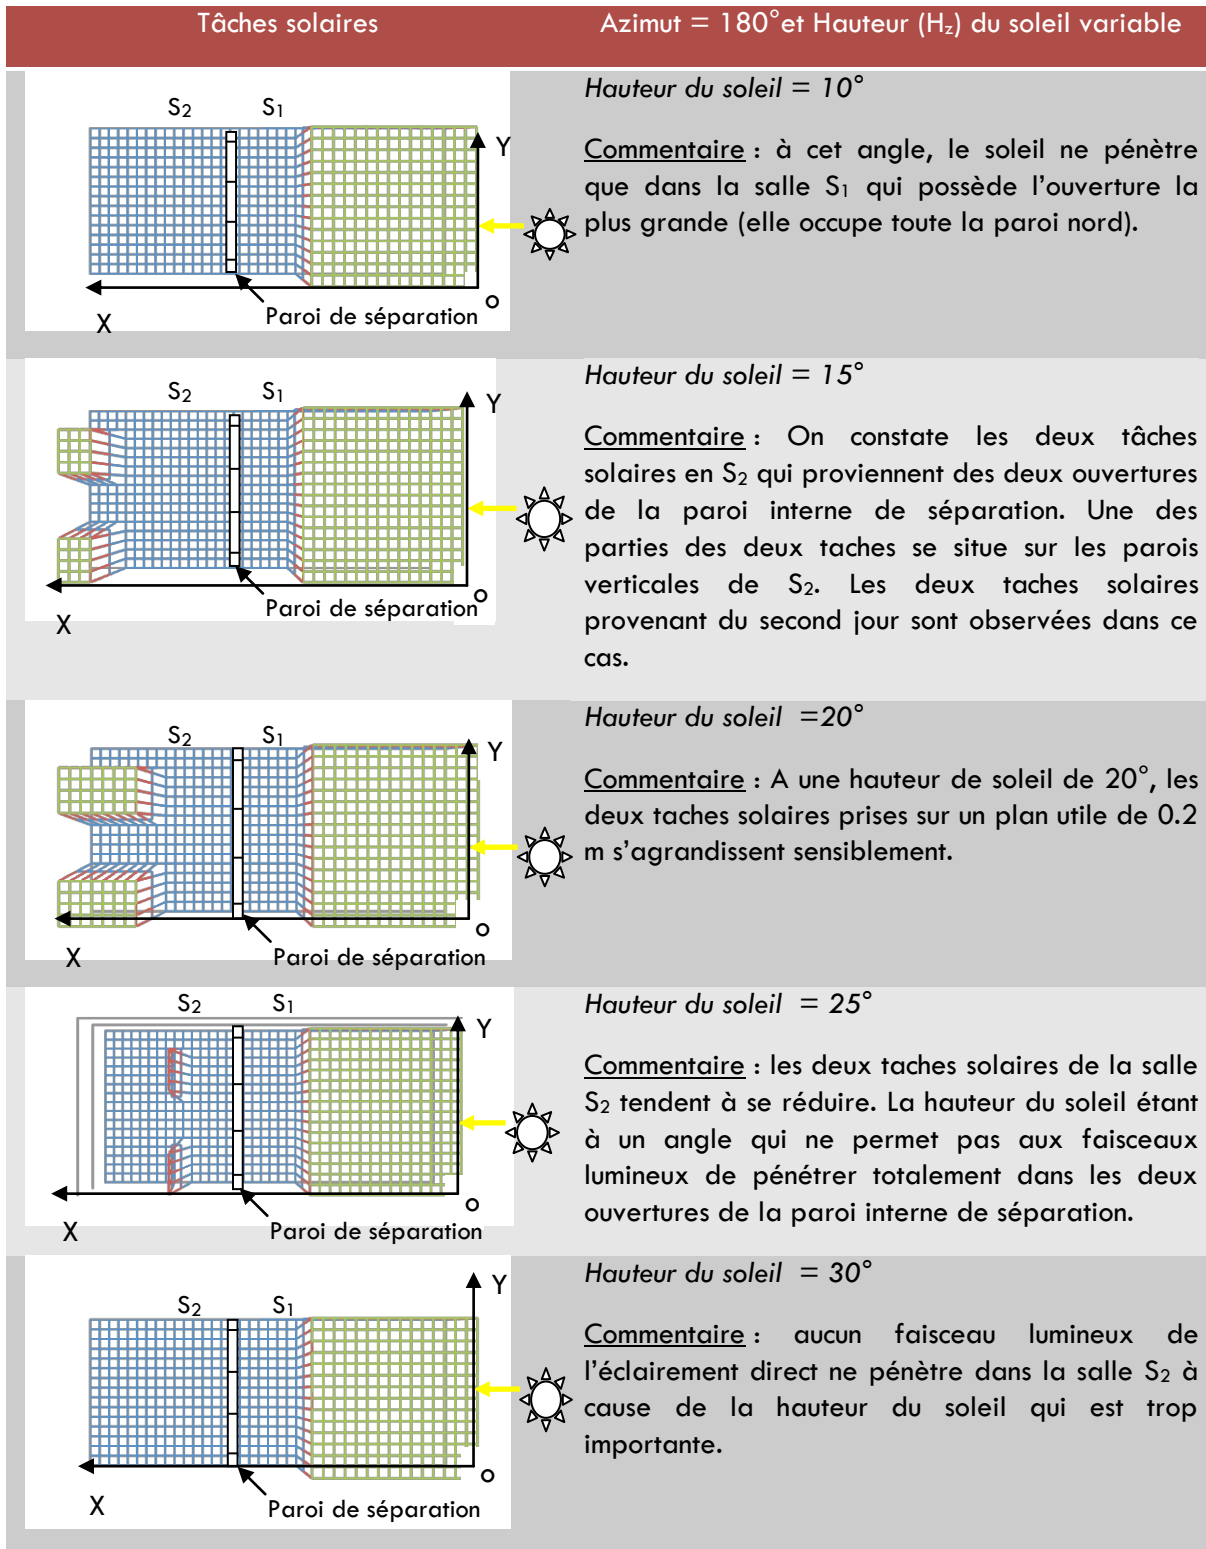 Tâches solaires
Azimut = 180°et Hauteur (Hz) du soleil variable
S2 S1
Y
X
O
Paroi de séparation
Hauteur du soleil = 10°
Commentaire : à cet angle, le soleil ne pénètre
que dans la salle S1 qui possède l'ouverture la
plus grande (elle occupe toute la paroi nord).
S2 S1
Y
X
O
Paroi de séparation
Hauteur du soleil = 15°
Commentaire : On constate les deux tâches
solaires en S2 qui proviennent des deux ouvertures
de la paroi interne de séparation. Une des
parties des deux taches se situe sur les parois
verticales de S2. Les deux taches solaires
provenant du second jour sont observées dans ce
cas.
S2 S1
Y
X
O
Paroi de séparation
Hauteur du soleil =20°
Commentaire : A une hauteur de soleil de 20°, les
deux taches solaires prises sur un plan utile de 0.2
m s'agrandissent sensiblement.
S2 S1
Y
X
O
Paroi de séparation
Hauteur du soleil = 25°
Commentaire : les deux taches solaires de la salle
S2 tendent à se réduire. La hauteur du soleil étant
à un angle qui ne permet pas aux faisceaux
lumineux de pénétrer totalement dans les deux
ouvertures de la paroi interne de séparation.
S2 S1
Y
X
O
Paroi de séparation
Hauteur du soleil = 30°
Commentaire : aucun faisceau lumineux de
l'éclairement direct ne pénètre dans la salle S2 à
cause de la hauteur du soleil qui est trop
importante.